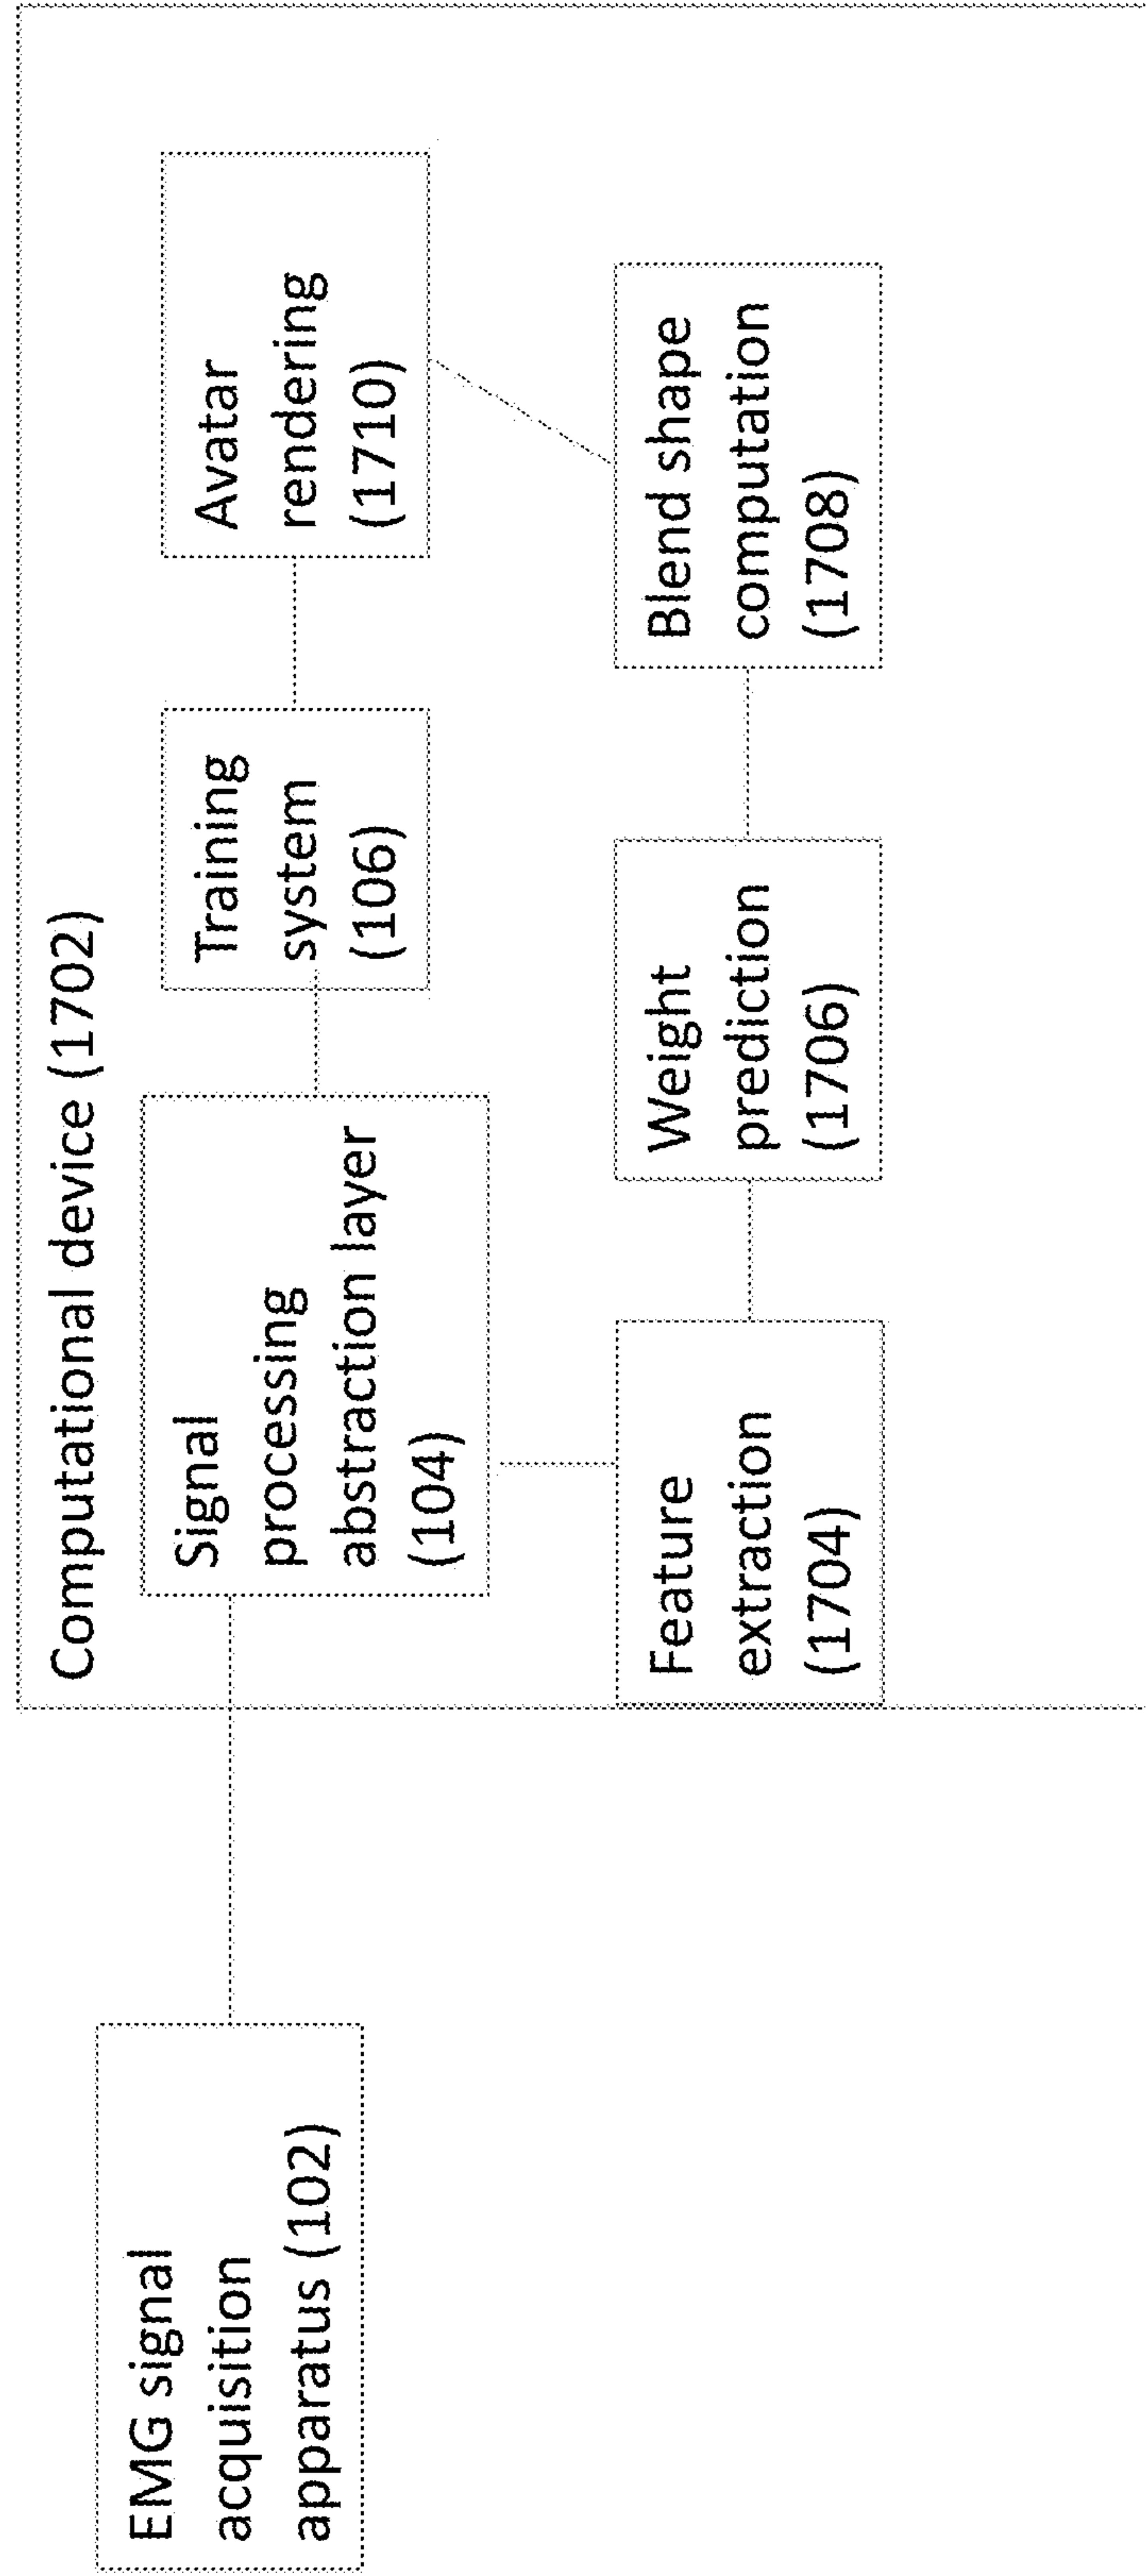 Computational device (1702)
EMG signal
acquisition
apparatus (102)
Signal
processing
abstraction layer
(104)
Training
system
(106)
Avatar
rendering
(1710)
Feature
extraction
(1704)
Weight
prediction
(1706)
Blend shape
computation
(1708)